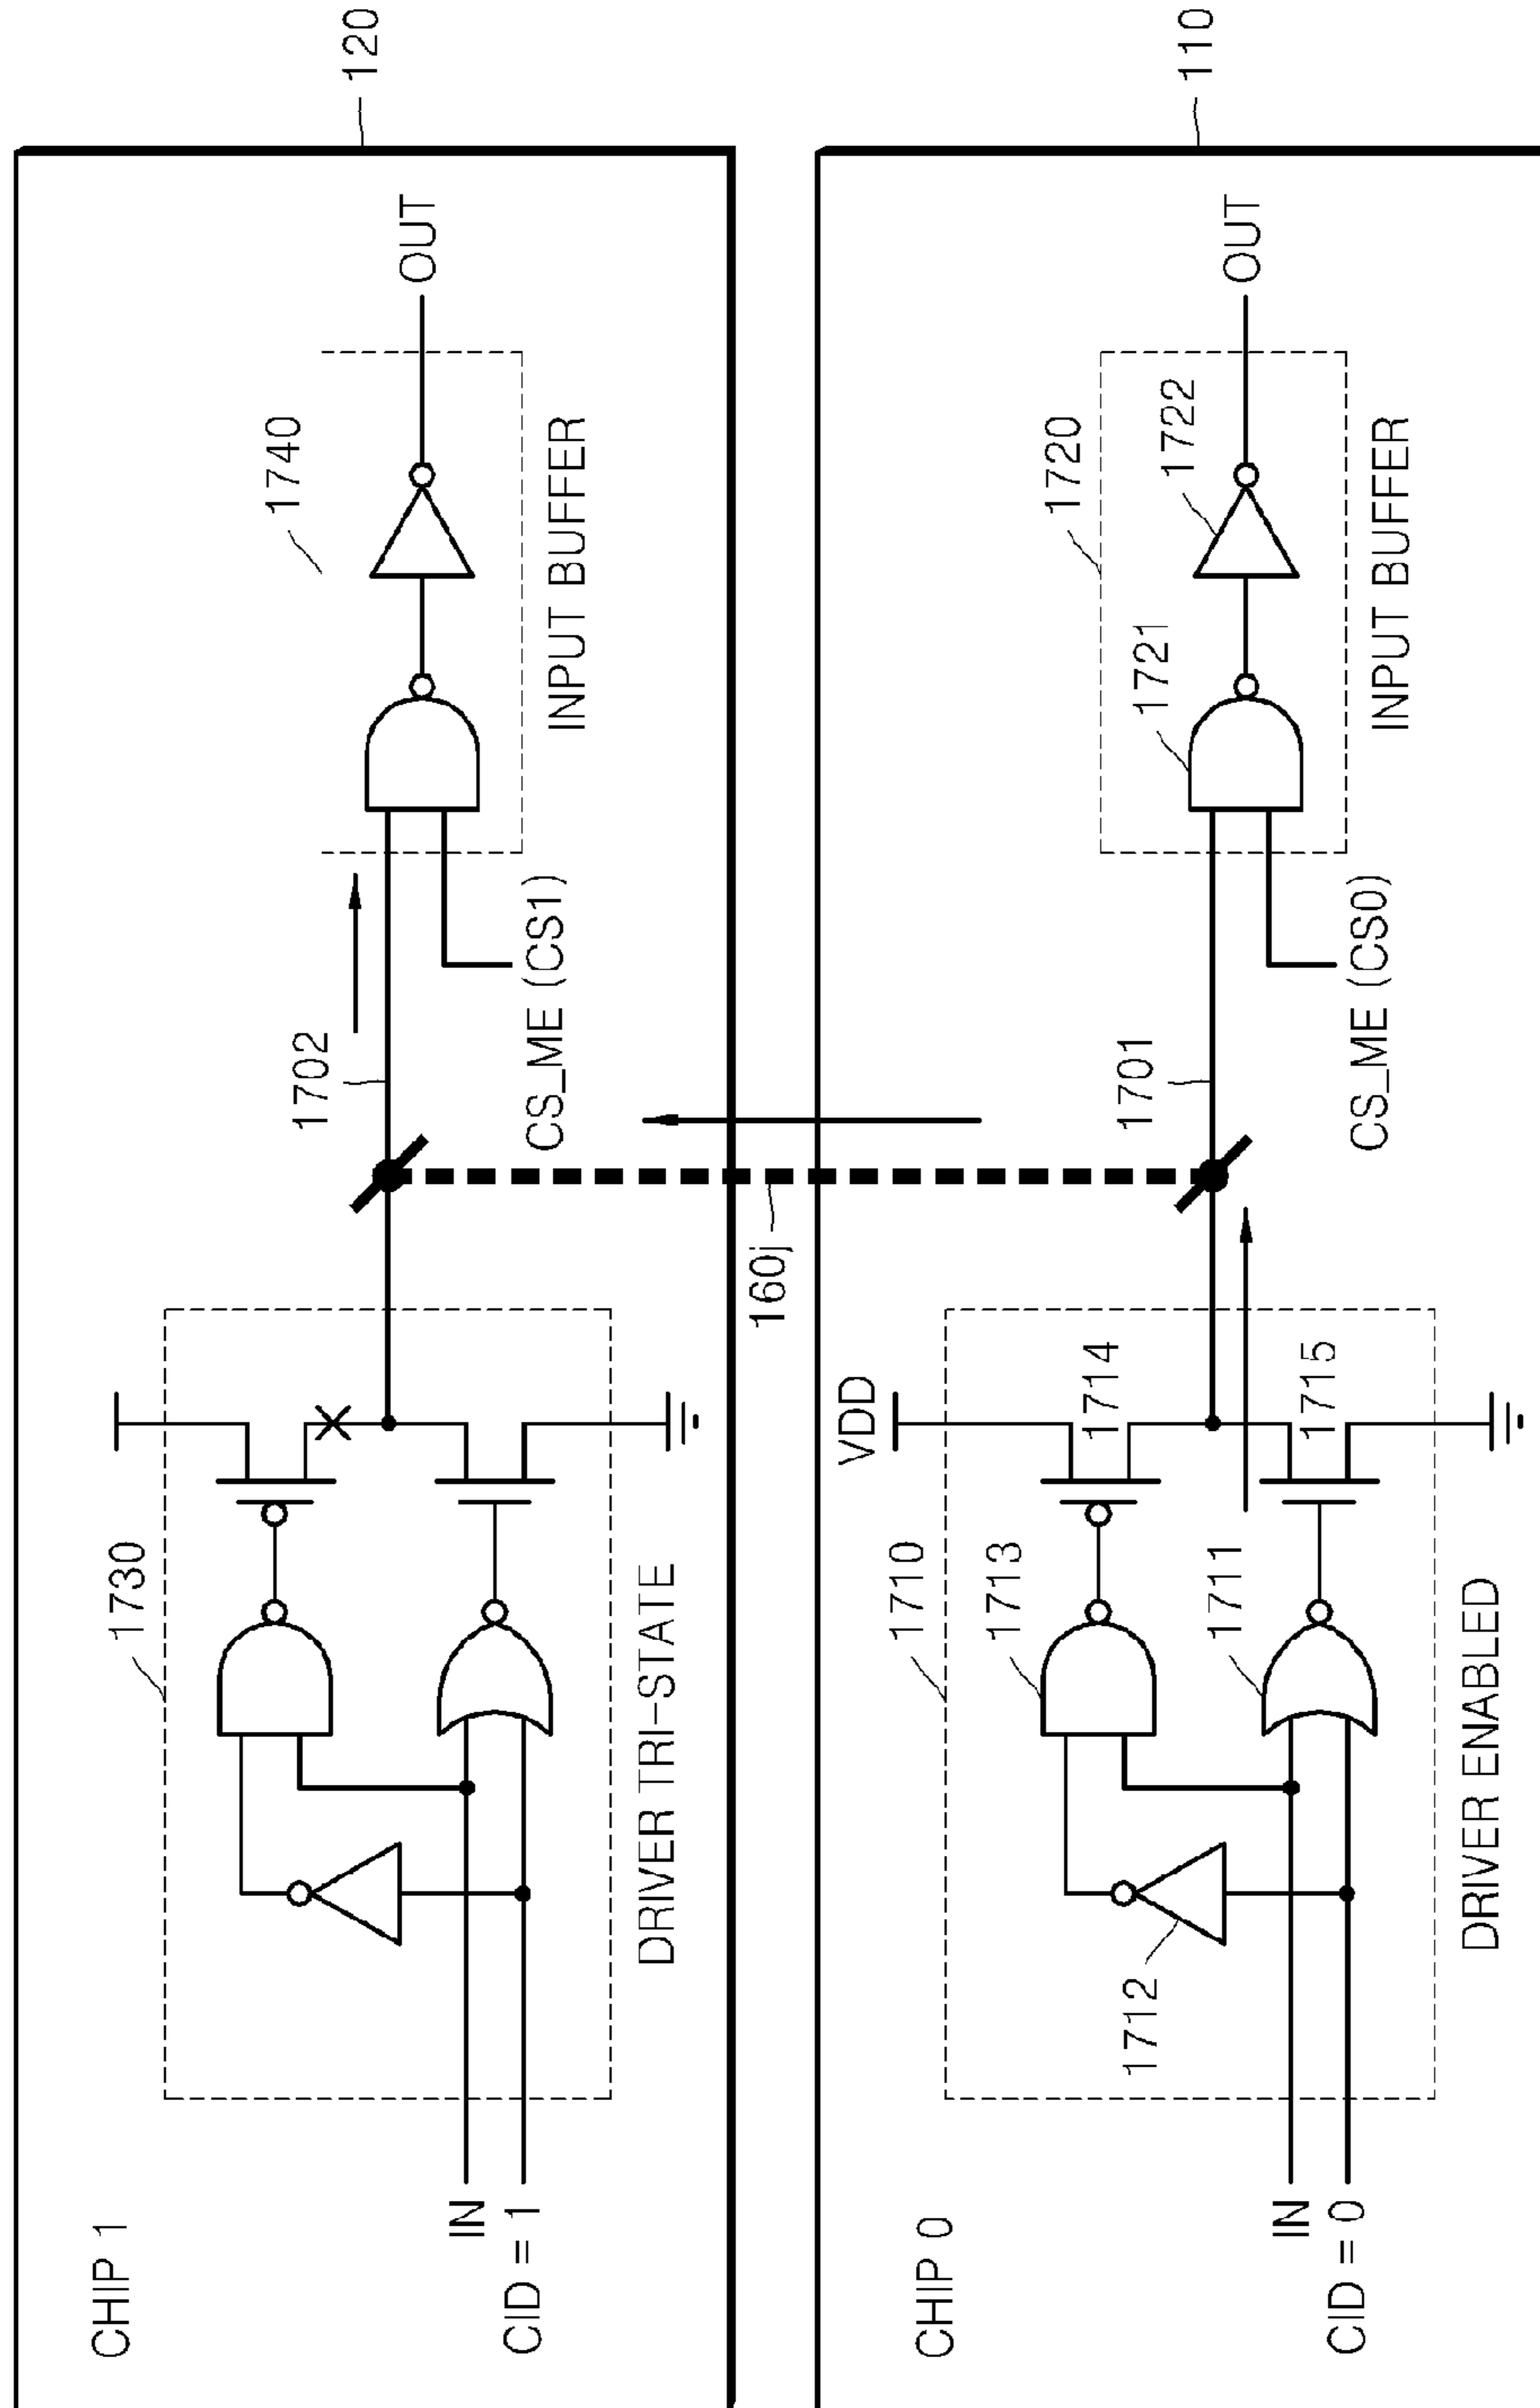 CHIP 1
120
1730
1740
1702
OUT
IN
CID = 1
DRIVER TRI-STATE
CS_ME (CS1)
INPUT BUFFER
160j
CHIP 0
110
VDD
1710
1713
1714
1712
1711
1715
1701
1720
1721
1722
OUT
IN
CID = 0
DRIVER ENABLED
CS_ME (CS0)
INPUT BUFFER